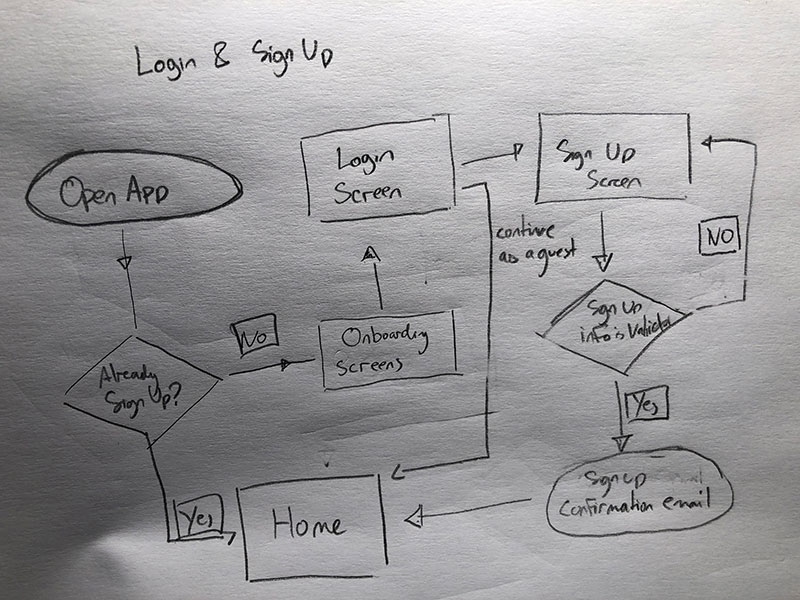 Login & Sign Up
Open App
Login
Screen
Sign Up
Screen
continue
as a guest
NO
Sign Up
info is Valid
Already
Sign Up?
No
Onboarding
Screens
Yes
Sign up
Confirmation email
Yes
Home